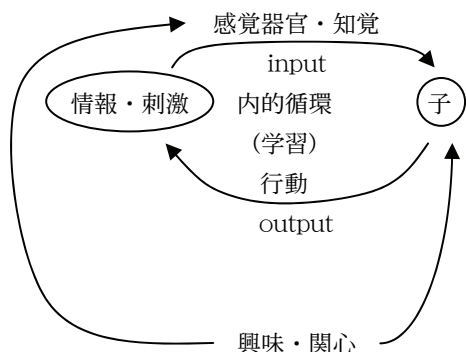 感覚器官・知覚
input
情報・刺激
内的循環
子
（学習）
行動
output
興味・関心